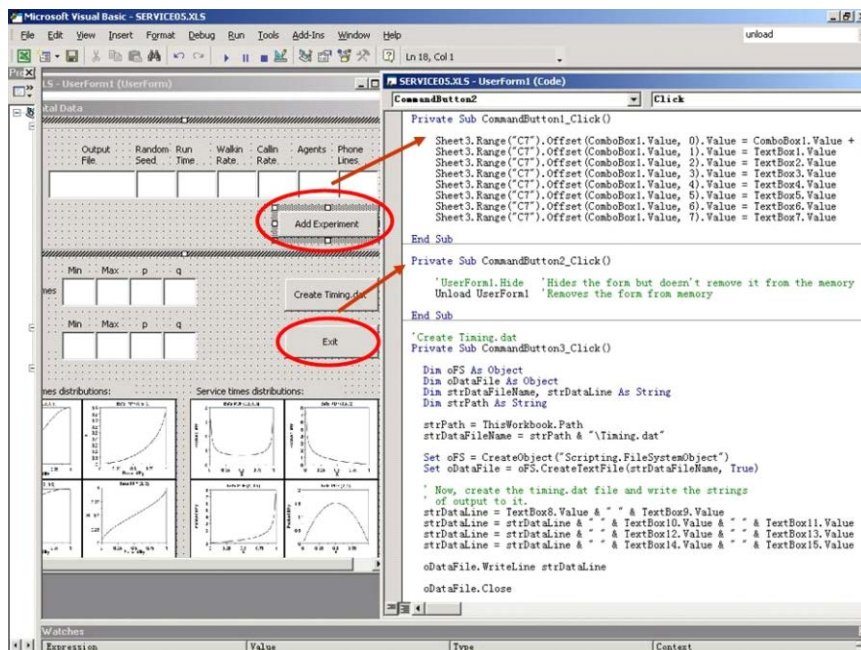 Microsoft Visual Basic - SERVICE05.XLS
File Edit View Insert Format Debug Run Tools Add-Ins Window Help
unload
Ln 18, Col 1
LS - UserForm1 (UserForm)
ntal Data
Output File
Random Seed
Run Time
Walkin Rate
Callin Rate
Agents
Phone Lines
Add Experiment
Min Max p q
mes
Create Timing.dat
Min Max p q
Exit
mes distributions:
Service times distributions:
SERVICE05.XLS - UserForm1 (Code)
CommandButton2
Click
Private Sub CommandButton1_Click()
Sheet3.Range("C7").Offset(ComboBox1.Value, 0).Value = ComboBox1.Value +
Sheet3.Range("C7").Offset(ComboBox1.Value, 1).Value = TextBox1.Value
Sheet3.Range("C7").Offset(ComboBox1.Value, 2).Value = TextBox2.Value
Sheet3.Range("C7").Offset(ComboBox1.Value, 3).Value = TextBox3.Value
Sheet3.Range("C7").Offset(ComboBox1.Value, 4).Value = TextBox4.Value
Sheet3.Range("C7").Offset(ComboBox1.Value, 5).Value = TextBox5.Value
Sheet3.Range("C7").Offset(ComboBox1.Value, 6).Value = TextBox6.Value
Sheet3.Range("C7").Offset(ComboBox1.Value, 7).Value = TextBox7.Value
End Sub
Private Sub CommandButton2_Click()
'UserForm1.Hide 'Hides the form but doesn't remove it from the memory
Unload UserForm1 'Removes the form from memory
End Sub
'Create Timing.dat
Private Sub CommandButton3_Click()
Dim oFS As Object
Dim oDataFile As Object
Dim strDataFileName, strDataLine As String
Dim strPath As String
strPath = ThisWorkbook.Path
strDataFileName = strPath & "\Timing.dat"
Set oFS = CreateObject("Scripting.FileSystemObject")
Set oDataFile = oFS.CreateTextFile(strDataFileName, True)
' Now, create the timing.dat file and write the strings
' of output to it.
strDataLine = TextBox8.Value & " " & TextBox9.Value
strDataLine = strDataLine & " " & TextBox10.Value & " " & TextBox11.Value
strDataLine = strDataLine & " " & TextBox12.Value & " " & TextBox13.Value
strDataLine = strDataLine & " " & TextBox14.Value & " " & TextBox15.Value
oDataFile.WriteLine strDataLine
oDataFile.Close
Watches
Expression Value Type Context